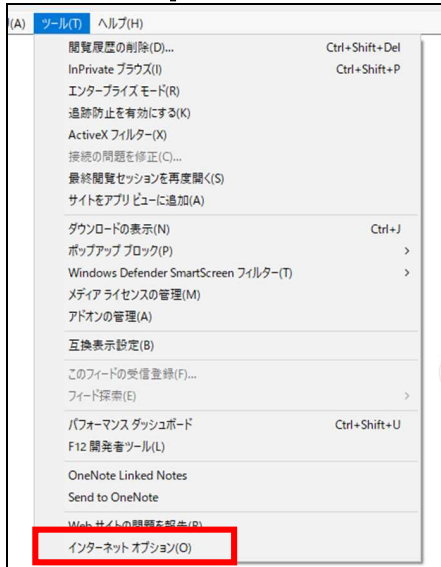 (A) ツール(T) ヘルプ(H)
閲覧履歴の削除(D)... Ctrl+Shift+Del
InPrivate ブラウズ(I) Ctrl+Shift+P
エンタープライズ モード(R)
追跡防止を有効にする(K)
ActiveX フィルター(X)
接続の問題を修正(C)...
最終閲覧セッションを再度開く(S)
サイトをアプリ ビューに追加(A)
ダウンロードの表示(N) Ctrl+J
ポップアップ ブロック(P) >
Windows Defender SmartScreen フィルター(T) >
メディア ライセンスの管理(M)
アドオンの管理(A)
互換表示設定(B)
このフィードの受信登録(F)...
フィード探索(E) >
パフォーマンス ダッシュボード Ctrl+Shift+U
F12 開発者ツール(L)
OneNote Linked Notes
Send to OneNote
Web サイトの問題を報告(R)
インターネット オプション(O)